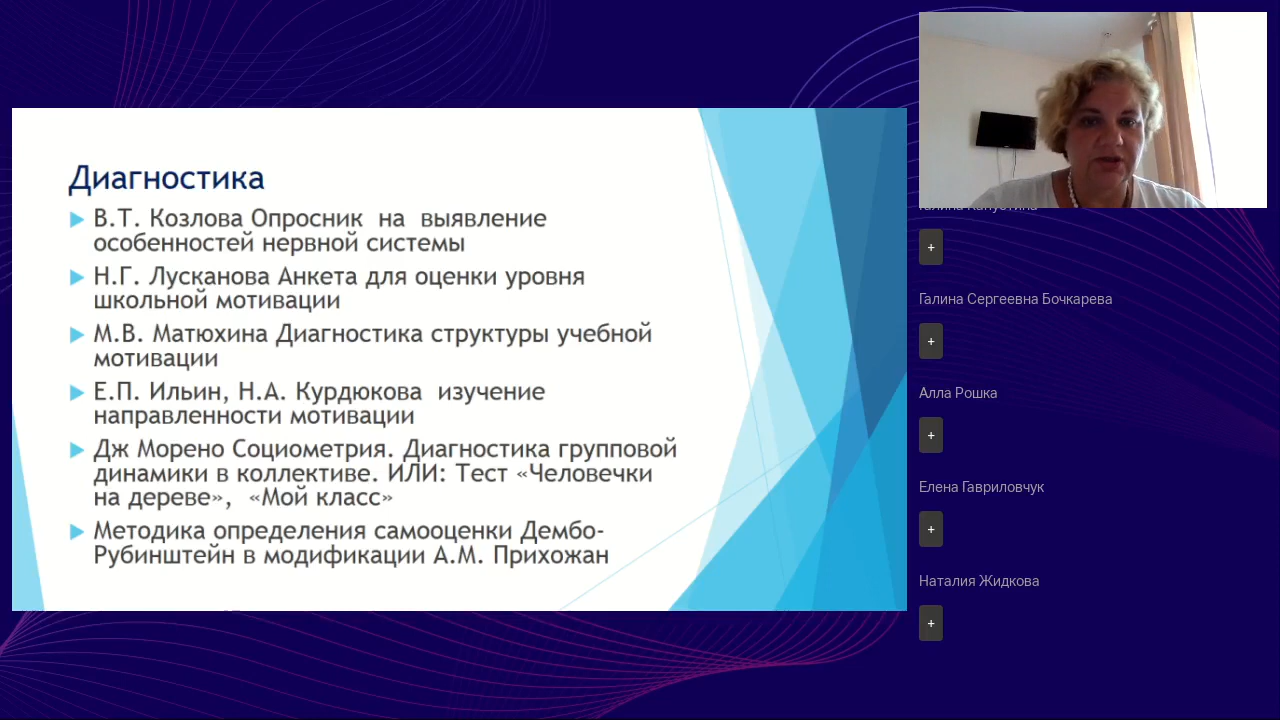 Диагностика
В.Т. Козлова Опросник на выявление
особенностей нервной системы
Н.Г. Лусканова Анкета для оценки уровня
школьной мотивации
М.В. Матюхина Диагностика структуры учебной
мотивации
Е.П. Ильин, Н.А. Курдюкова изучение
направленности мотивации
Дж Морено Социометрия. Диагностика групповой
динамики в коллективе. ИЛИ: Тест «Человечки
на дереве», «Мой класс»
Методика определения самооценки Дембо-
Рубинштейн в модификации А.М. Прихожан
Галина Капустина
+
Галина Сергеевна Бочкарева
+
Алла Рошка
+
Елена Гавриловчук
+
Наталия Жидкова
+